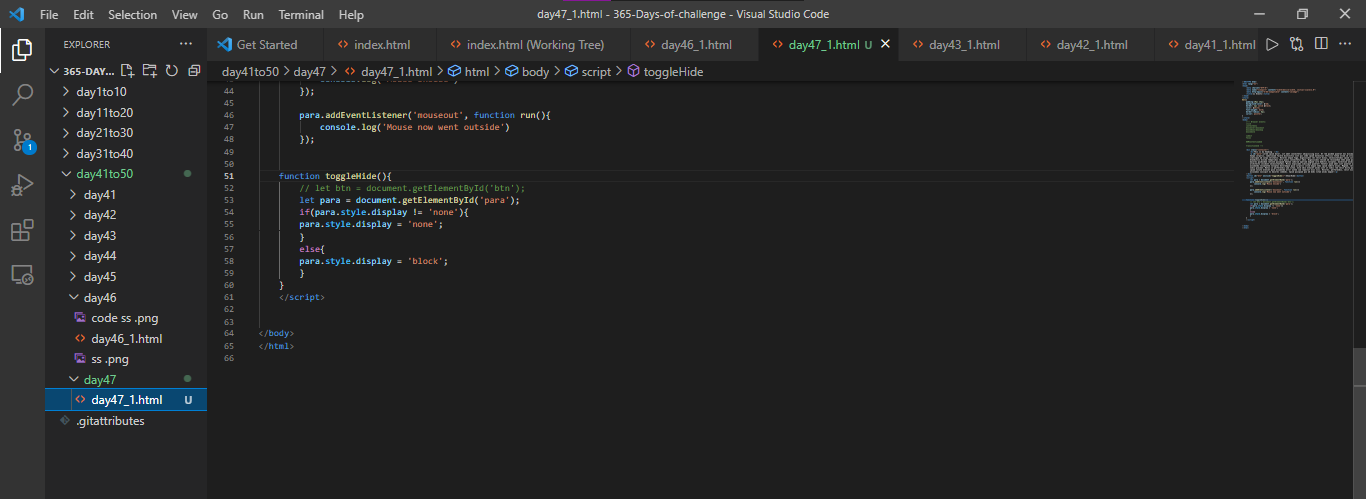 File Edit Selection View Go Run Terminal Help day47_1.html - 365-Days-of-challenge - Visual Studio Code
EXPLORER
Get Started index.html index.html (Working Tree) day46_1.html day47_1.html U day43_1.html day42_1.html day41_1.html
365-DAY...
day41to50 > day47 > day47_1.html > html > body > script > toggleHide
day1to10
day11to20
day21to30
day31to40
day41to50
day41
day42
day43
day44
day45
day46
code ss .png
day46_1.html
ss .png
day47
day47_1.html U
.gitattributes
1
44 });
45
46 para.addEventListener('mouseout', function run(){
47 console.log('Mouse now went outside')
48 });
49
50
51 function toggleHide(){
52 // let btn = document.getElementById('btn');
53 let para = document.getElementById('para');
54 if(para.style.display != 'none'){
55 para.style.display = 'none';
56 }
57 else{
58 para.style.display = 'block';
59 }
60 }
61 </script>
62
63
64 </body>
65 </html>
66